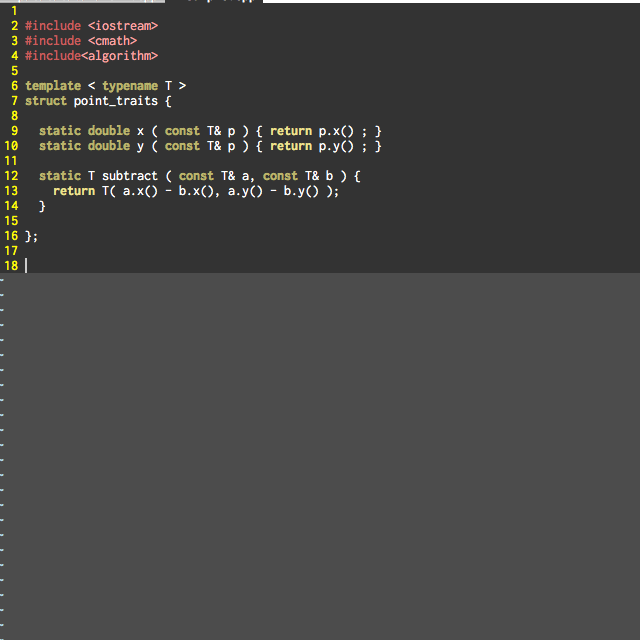 1
2 #include <iostream>
3 #include <cmath>
4 #include<algorithm>
5
6 template < typename T >
7 struct point_traits {
8
9   static double x ( const T& p ) { return p.x() ; }
10   static double y ( const T& p ) { return p.y() ; }
11
12   static T subtract ( const T& a, const T& b ) {
13     return T( a.x() - b.x(), a.y() - b.y() );
14   }
15
16 };
17
18